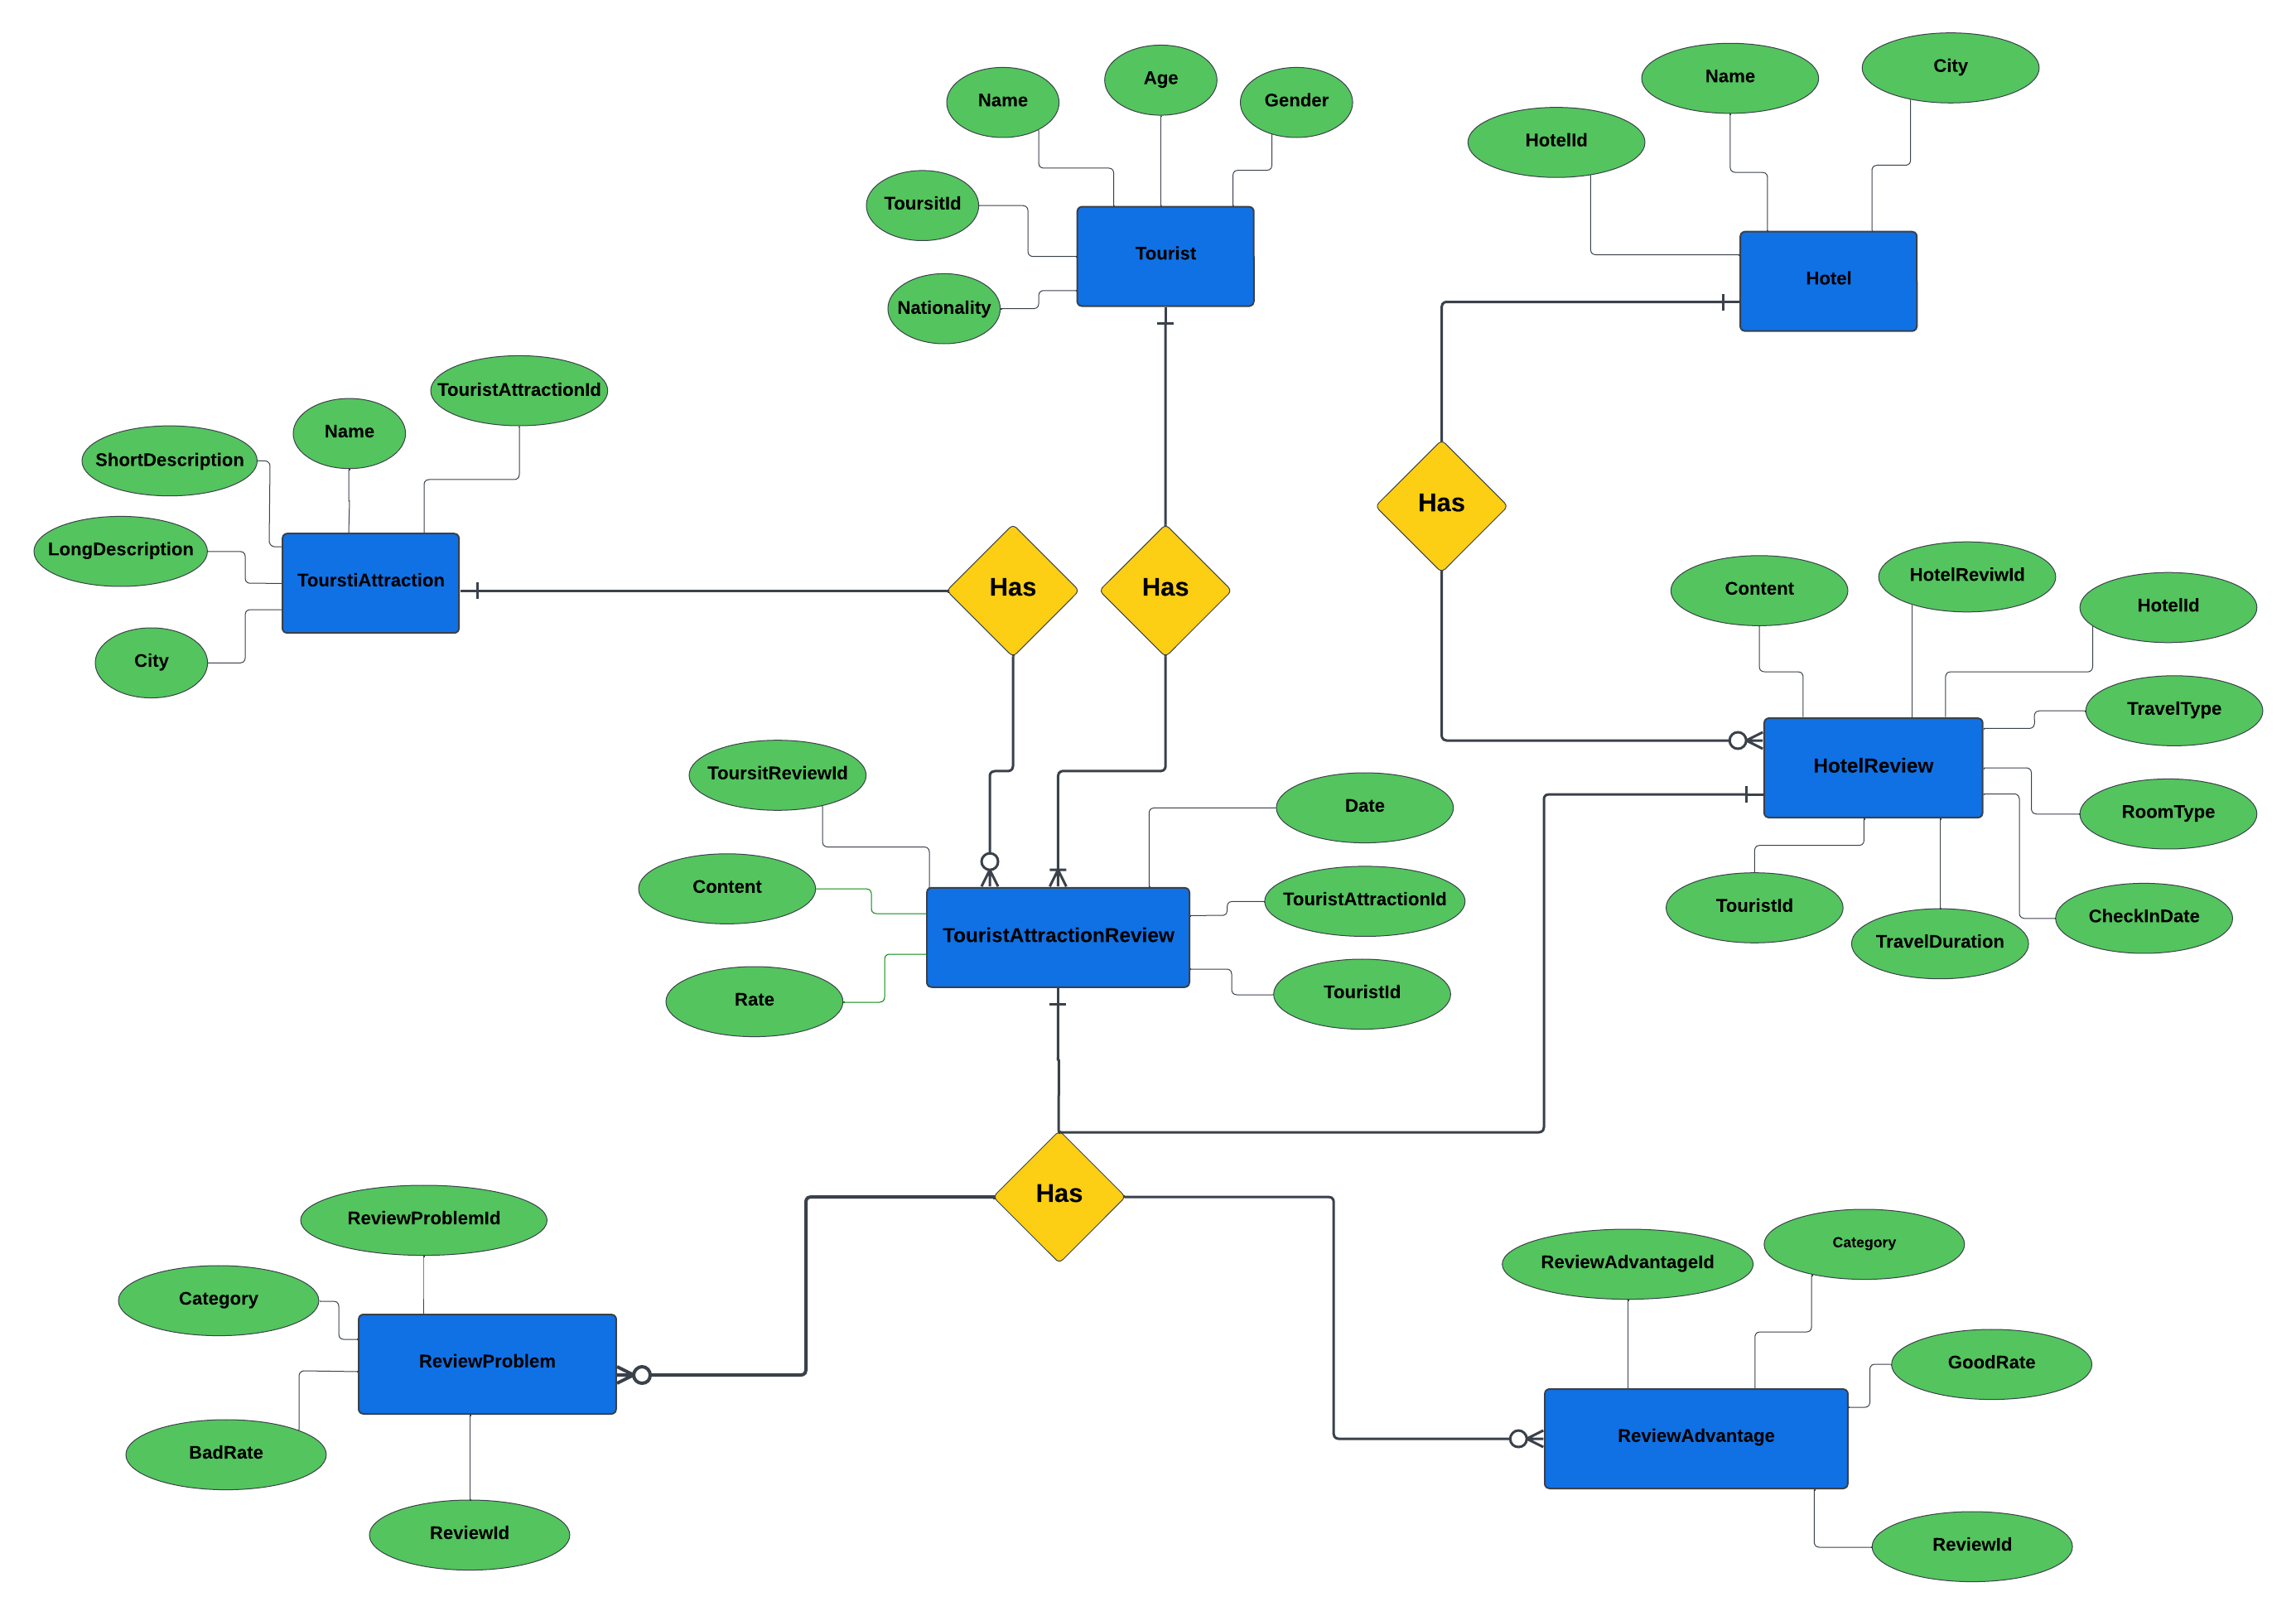 City
Age
Name
Name
Gender
HotelId
ToursitId
Tourist
Hotel
Nationality
TouristAttractionId
Name
ShortDescription
Has
LongDescription
TourstiAttraction
Has
Has
HotelReviwId
Content
HotelId
City
TravelType
HotelReview
ToursitReviewId
Date
RoomType
Content
TouristAttractionId
TouristId
CheckInDate
TouristAttractionReview
TravelDuration
Rate
TouristId
Has
ReviewProblemId
Category
ReviewAdvantageId
Category
ReviewProblem
GoodRate
ReviewAdvantage
BadRate
ReviewId
ReviewId